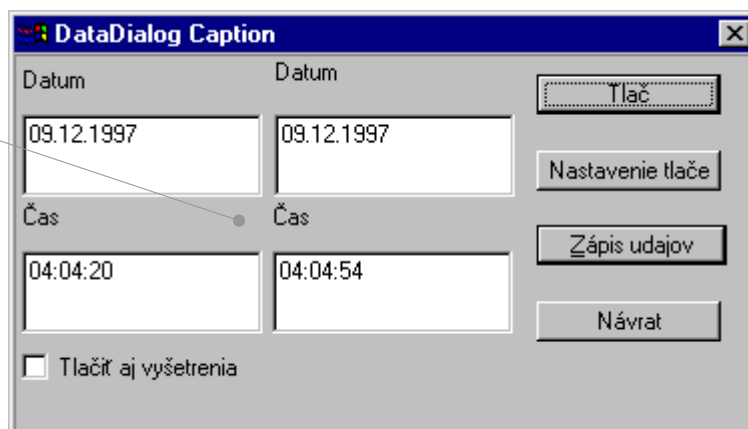 DataDialog Caption
Datum
Datum
Tlač
09.12.1997
09.12.1997
Nastavenie tlače
Čas
Čas
Zápis udajov
04:04:20
04:04:54
Návrat
Tlačiť aj vyšetrenia